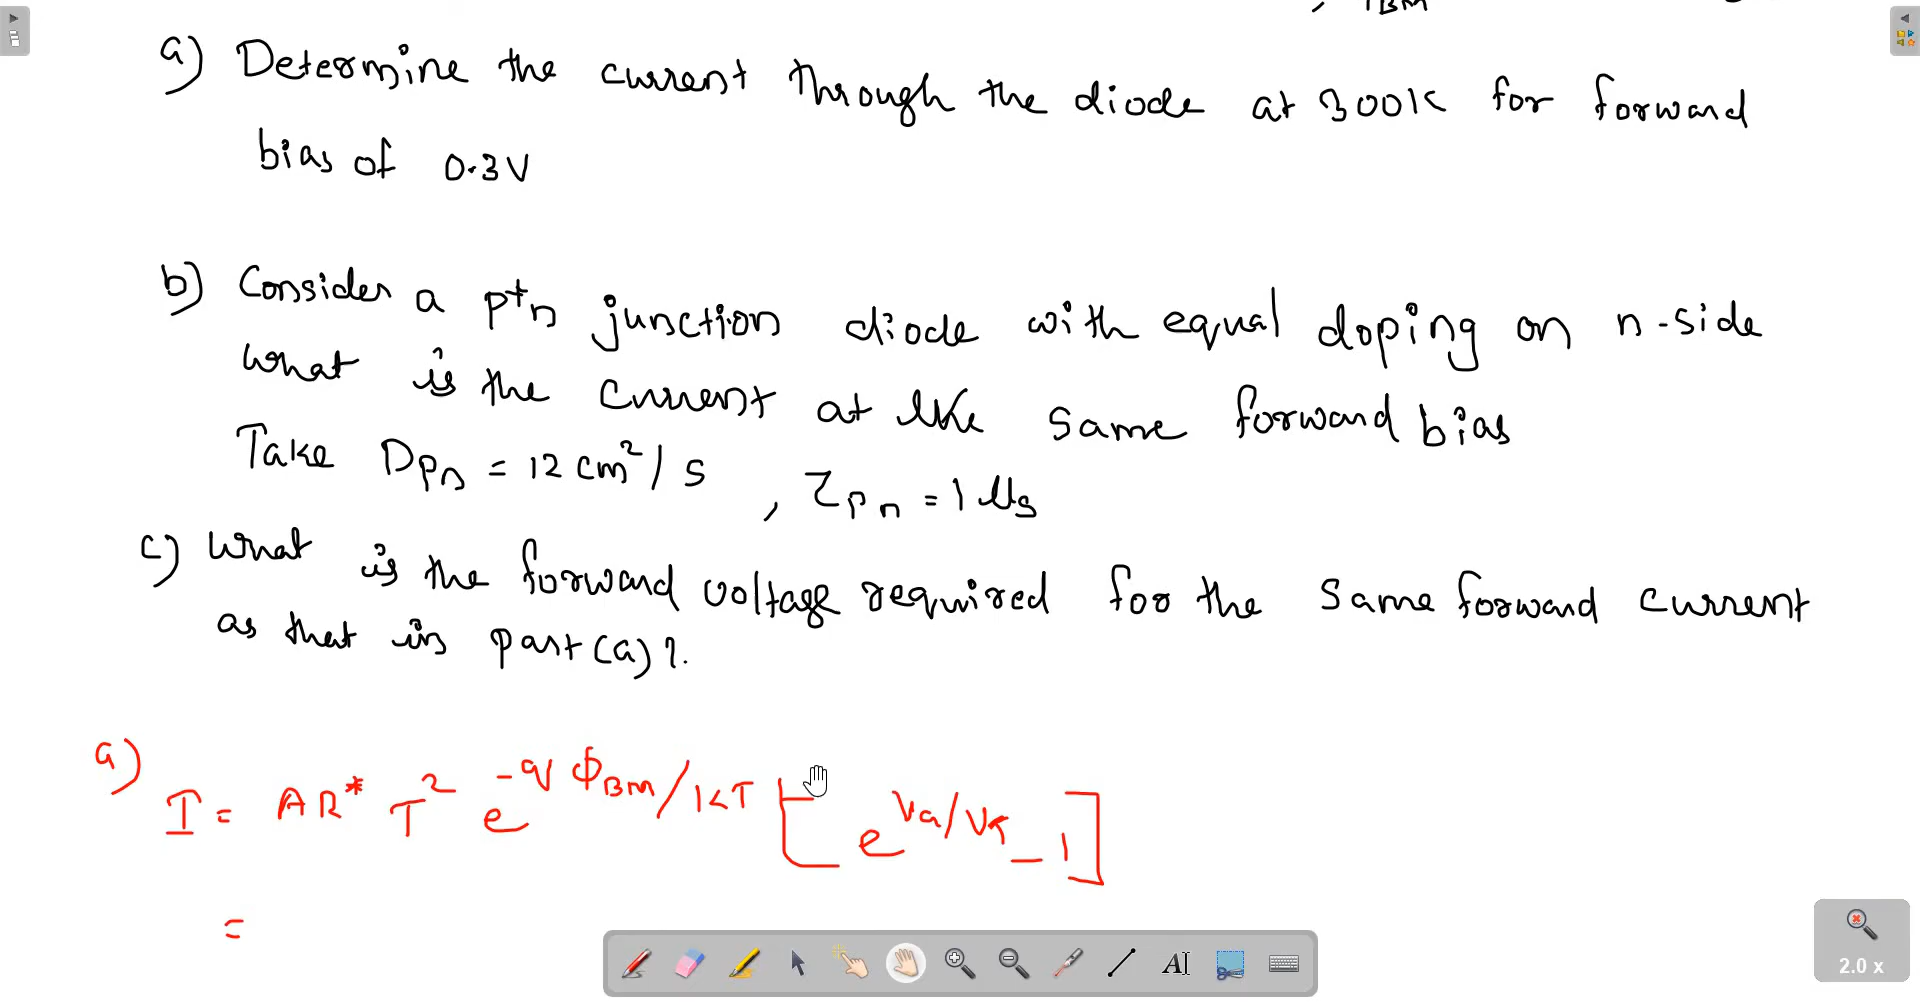 , ΦBM
a) Determine the current through the diode at 300K for forward
bias of 0.3V
b) Consider a p⁺n junction diode with equal doping on n-side
What is the current at the same forward bias
Take Dpn = 12 cm²/s , τpn = 1 μs
c) What is the forward voltage required for the same forward current
as that in part (a)?
a)
I = AR* T² e^-qΦBM/KT [e^Va/VT - 1]
=
AI
2.0 x